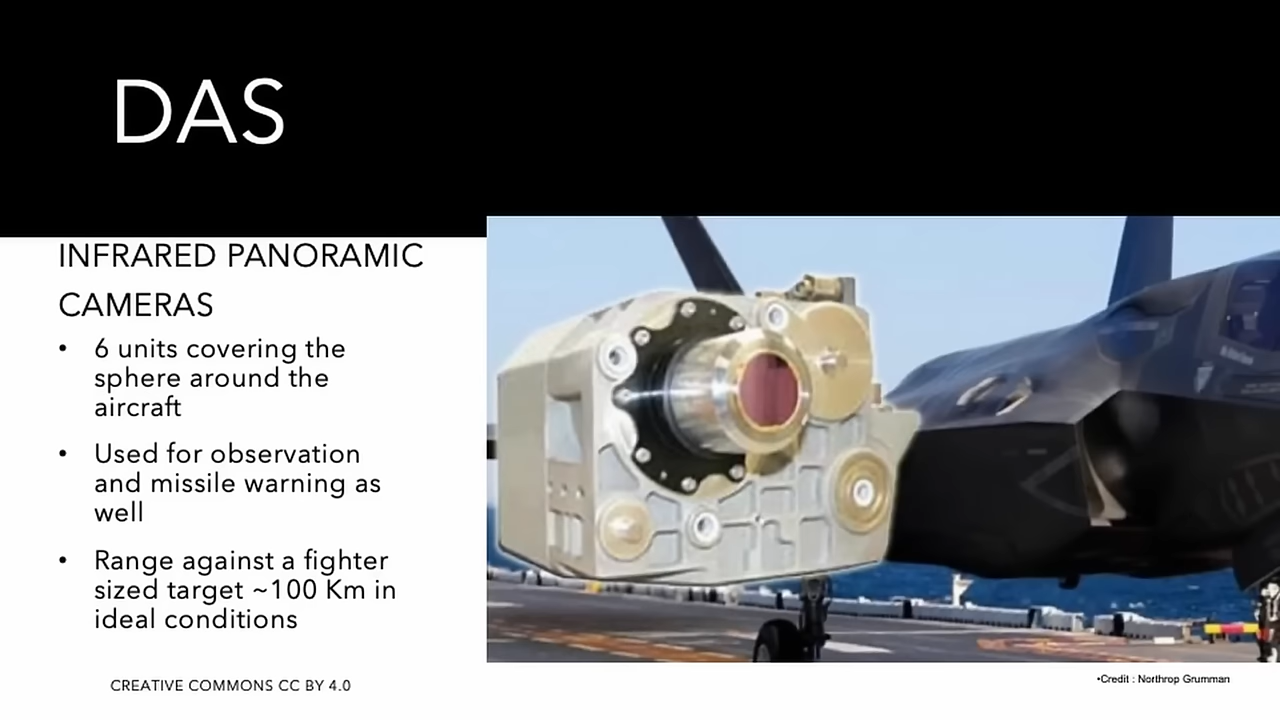 DAS
INFRARED PANORAMIC
CAMERAS
• 6 units covering the
sphere around the
aircraft
• Used for observation
and missile warning as
well
• Range against a fighter
sized target ~100 Km in
ideal conditions
CREATIVE COMMONS CC BY 4.0
•Credit : Northrop Grumman